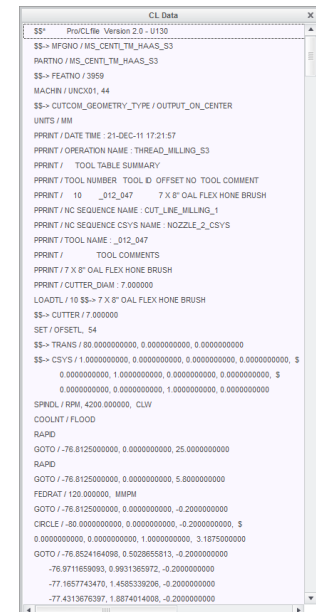 CL Data
$$* Pro/CLfile Version 2.0 - U130
$$-> MFGNO / MS_CENTI_TM_HAAS_S3
PARTNO / MS_CENTI_TM_HAAS_S3
$$-> FEATNO / 3959
MACHIN / UNCX01, 44
$$-> CUTCOM_GEOMETRY_TYPE / OUTPUT_ON_CENTER
UNITS / MM
PPRINT / DATE TIME : 21-DEC-11 17:21:57
PPRINT / OPERATION NAME : THREAD_MILLING_S3
PPRINT / TOOL TABLE SUMMARY
PPRINT / TOOL NUMBER TOOL ID OFFSET NO TOOL COMMENT
PPRINT / 10 _012_047 7 X 8" OAL FLEX HONE BRUSH
PPRINT / NC SEQUENCE NAME : CUT_LINE_MILLING_1
PPRINT / NC SEQUENCE CSYS NAME : NOZZLE_2_CSYS
PPRINT / TOOL NAME : _012_047
PPRINT / TOOL COMMENTS
PPRINT / 7 X 8" OAL FLEX HONE BRUSH
PPRINT / CUTTER_DIAM : 7.000000
LOADTL / 10 $$-> 7 X 8" OAL FLEX HONE BRUSH
$$-> CUTTER / 7.000000
SET / OFSETL, 54
$$-> TRANS / 80.0000000000, 0.0000000000, 0.0000000000
$$-> CSYS / 1.0000000000, 0.0000000000, 0.0000000000, 0.0000000000, $
0.0000000000, 1.0000000000, 0.0000000000, 0.0000000000, $
0.0000000000, 0.0000000000, 1.0000000000, 0.0000000000
SPINDL / RPM, 4200.000000, CLW
COOLNT / FLOOD
RAPID
GOTO / -76.8125000000, 0.0000000000, 25.0000000000
RAPID
GOTO / -76.8125000000, 0.0000000000, 5.8000000000
FEDRAT / 120.000000, MMPM
GOTO / -76.8125000000, 0.0000000000, -0.2000000000
CIRCLE / -80.0000000000, 0.0000000000, -0.2000000000, $
0.0000000000, 0.0000000000, 1.0000000000, 3.1875000000
GOTO / -76.8524164098, 0.5028655813, -0.2000000000
-76.9711659093, 0.9931365972, -0.2000000000
-77.1657743470, 1.4585339206, -0.2000000000
-77.4313676397, 1.8874014008, -0.2000000000